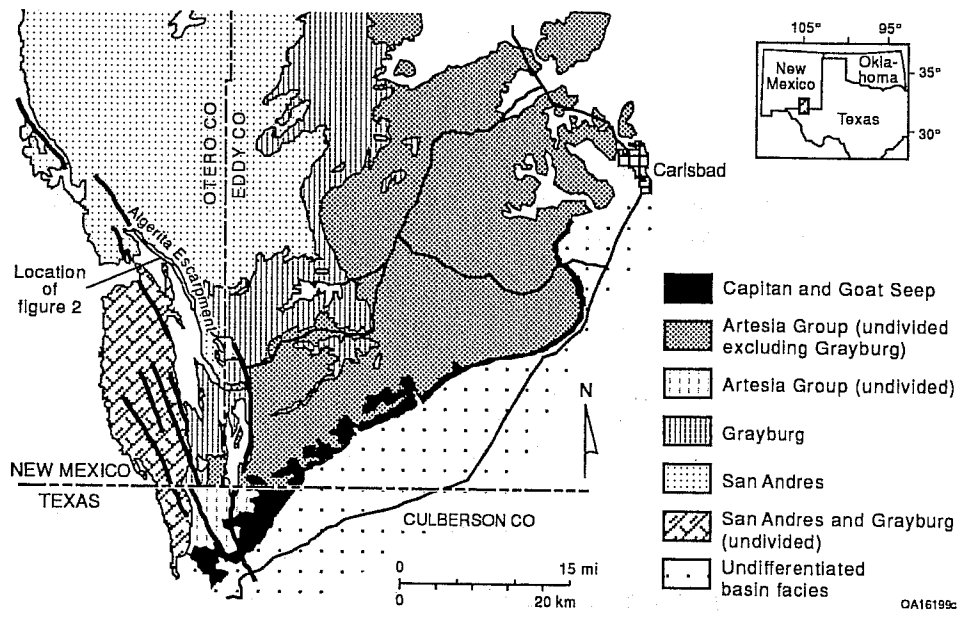 105°
95°
New
Mexico
Okla-
homa
35°
Texas
30°
OTERO CO
EDDY CO
Carlsbad
Algerita Escarpment
Location
of
figure 2
Capitan and Goat Seep
Artesia Group (undivided
excluding Grayburg)
Artesia Group (undivided)
N
Grayburg
NEW MEXICO
San Andres
TEXAS
CULBERSON CO
San Andres and Grayburg
(undivided)
Undifferentiated
basin facies
0
15 mi
0
20 km
QA16199c